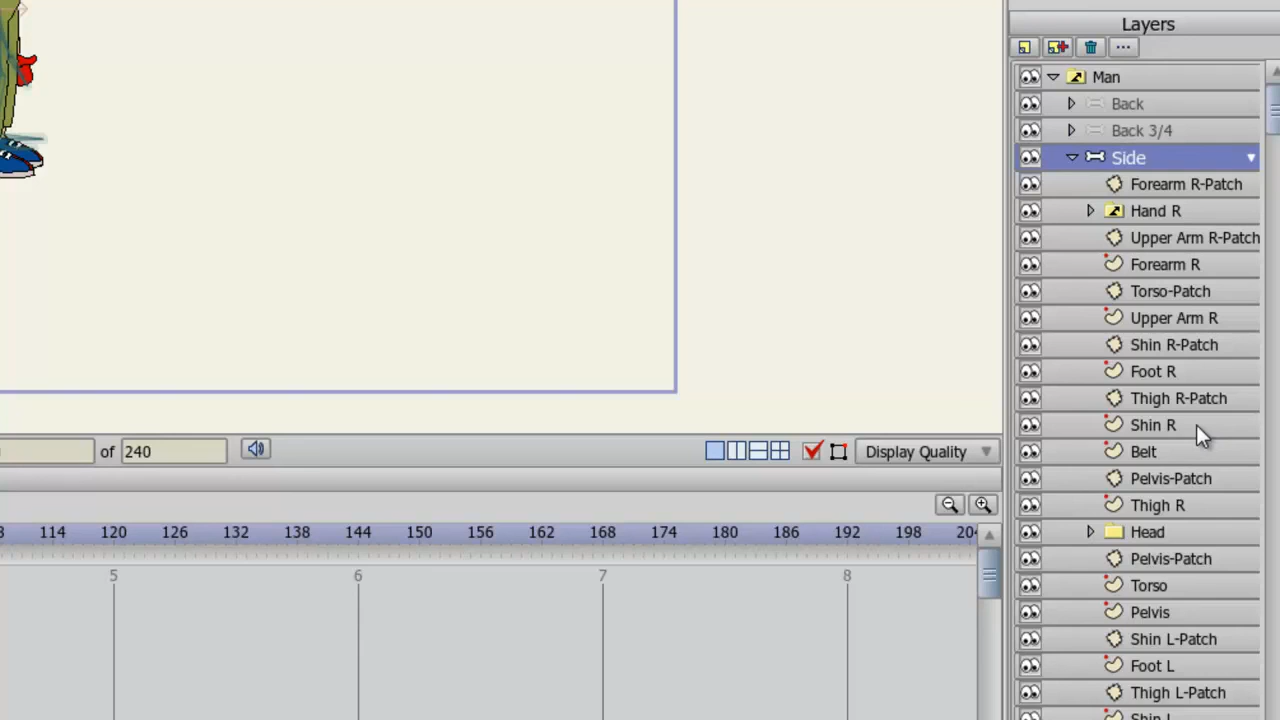 Layers
Man
Back
Back 3/4
Side
Forearm R-Patch
Hand R
Upper Arm R-Patch
Forearm R
Torso-Patch
Upper Arm R
Shin R-Patch
Foot R
Thigh R-Patch
Shin R
Belt
Pelvis-Patch
Thigh R
Head
Pelvis-Patch
Torso
Pelvis
Shin L-Patch
Foot L
Thigh L-Patch
Shin L
of 240
Display Quality
114 120 126 132 138 144 150 156 162 168 174 180 186 192 198
5 6 7 8